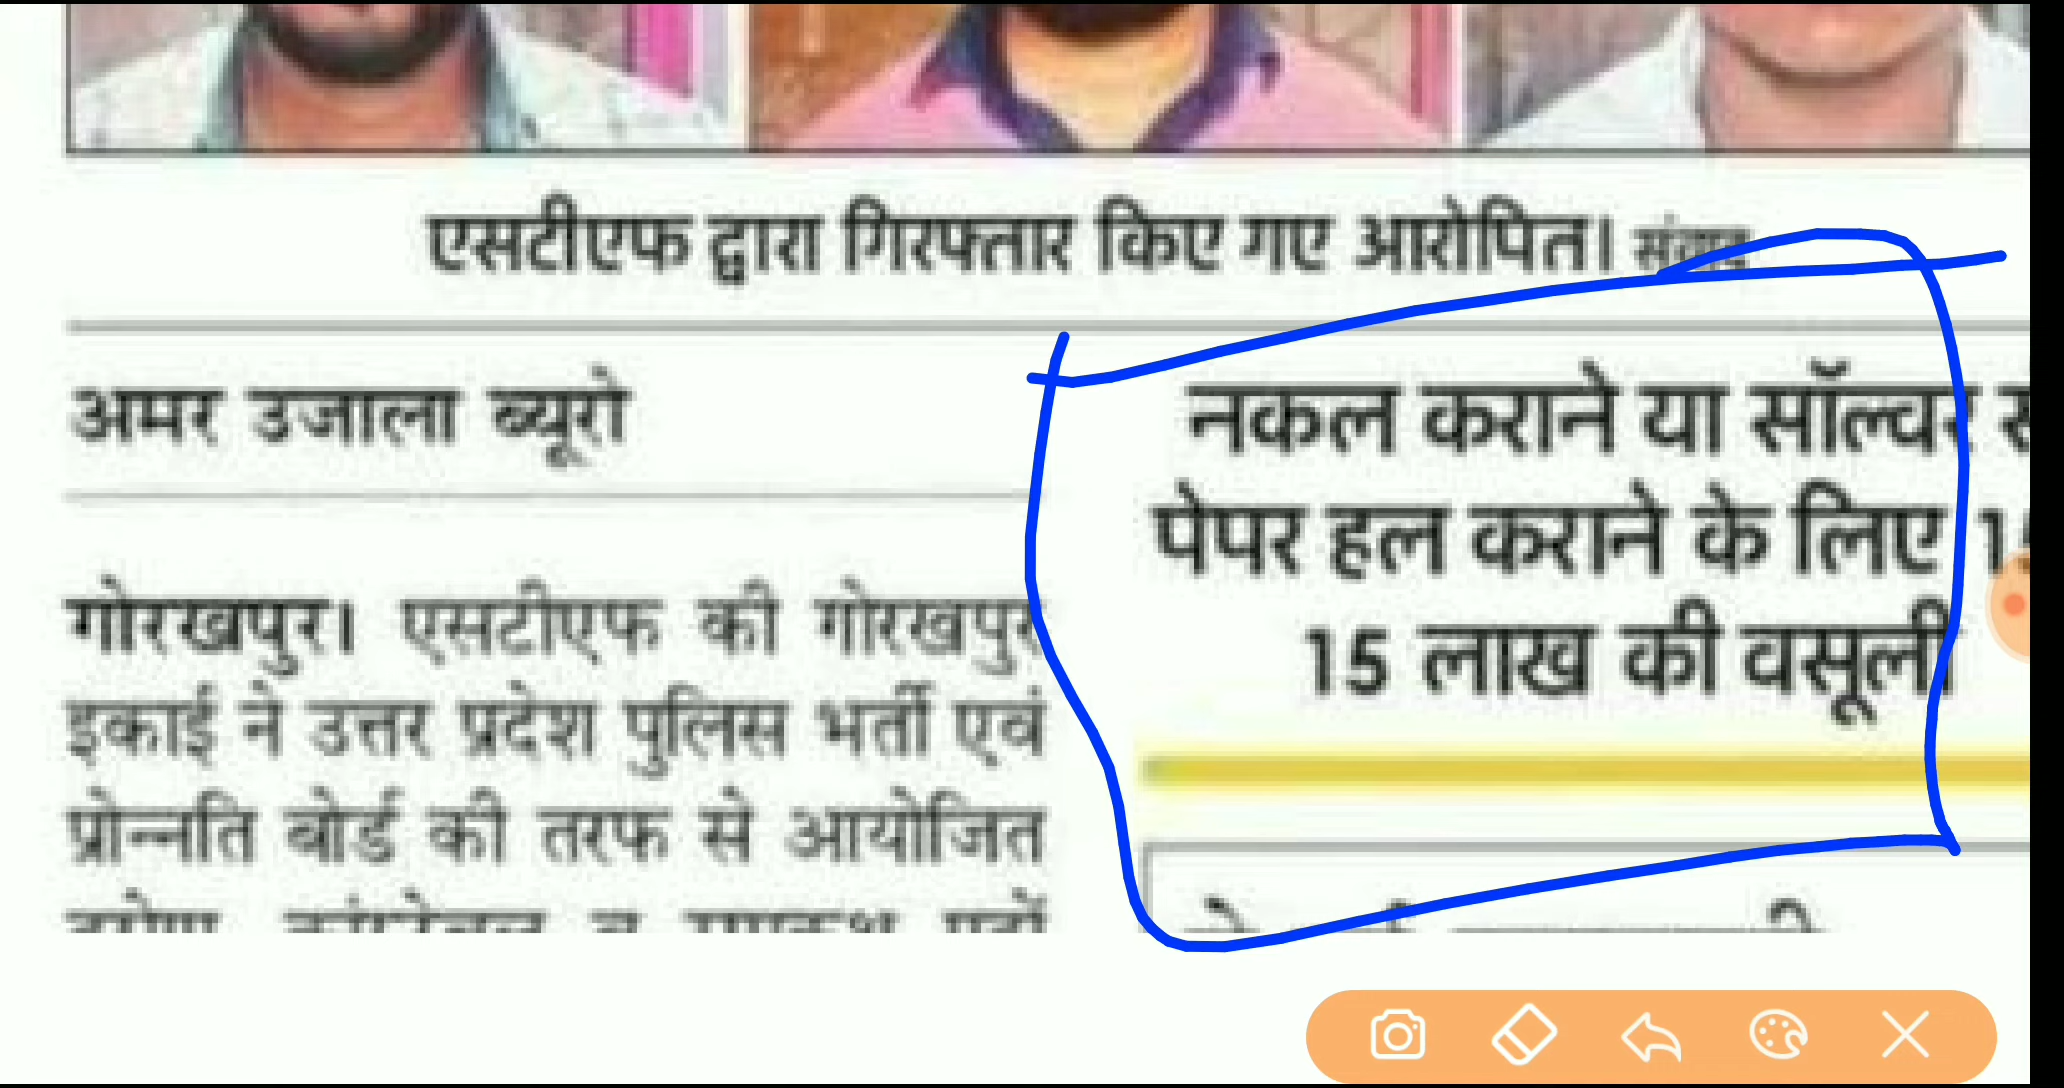 एसटीएफ द्वारा गिरफ्तार किए गए आरोपित। संवाद
अमर उजाला ब्यूरो
गोरखपुर। एसटीएफ की गोरखपुर
इकाई ने उत्तर प्रदेश पुलिस भर्ती एवं
प्रोन्नति बोर्ड की तरफ से आयोजित
नकल कराने या सॉल्वर
पेपर हल कराने के लिए
15 लाख की वसूली